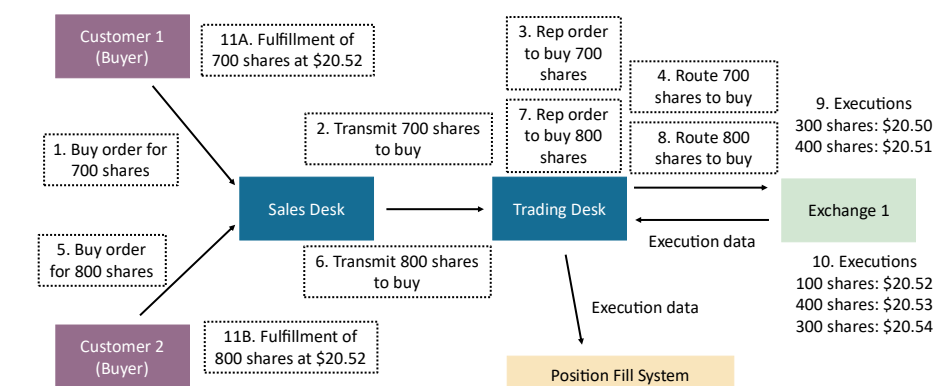 Customer 1
(Buyer)
11A. Fulfillment of
700 shares at $20.52
3. Rep order
to buy 700
shares
4. Route 700
shares to buy
9. Executions
300 shares: $20.50
400 shares: $20.51
1. Buy order for
700 shares
2. Transmit 700 shares
to buy
7. Rep order
to buy 800
shares
8. Route 800
shares to buy
Sales Desk
Trading Desk
Exchange 1
Execution data
5. Buy order
for 800 shares
6. Transmit 800 shares
to buy
10. Executions
100 shares: $20.52
400 shares: $20.53
300 shares: $20.54
Execution data
Customer 2
(Buyer)
11B. Fulfillment of
800 shares at $20.52
Position Fill System